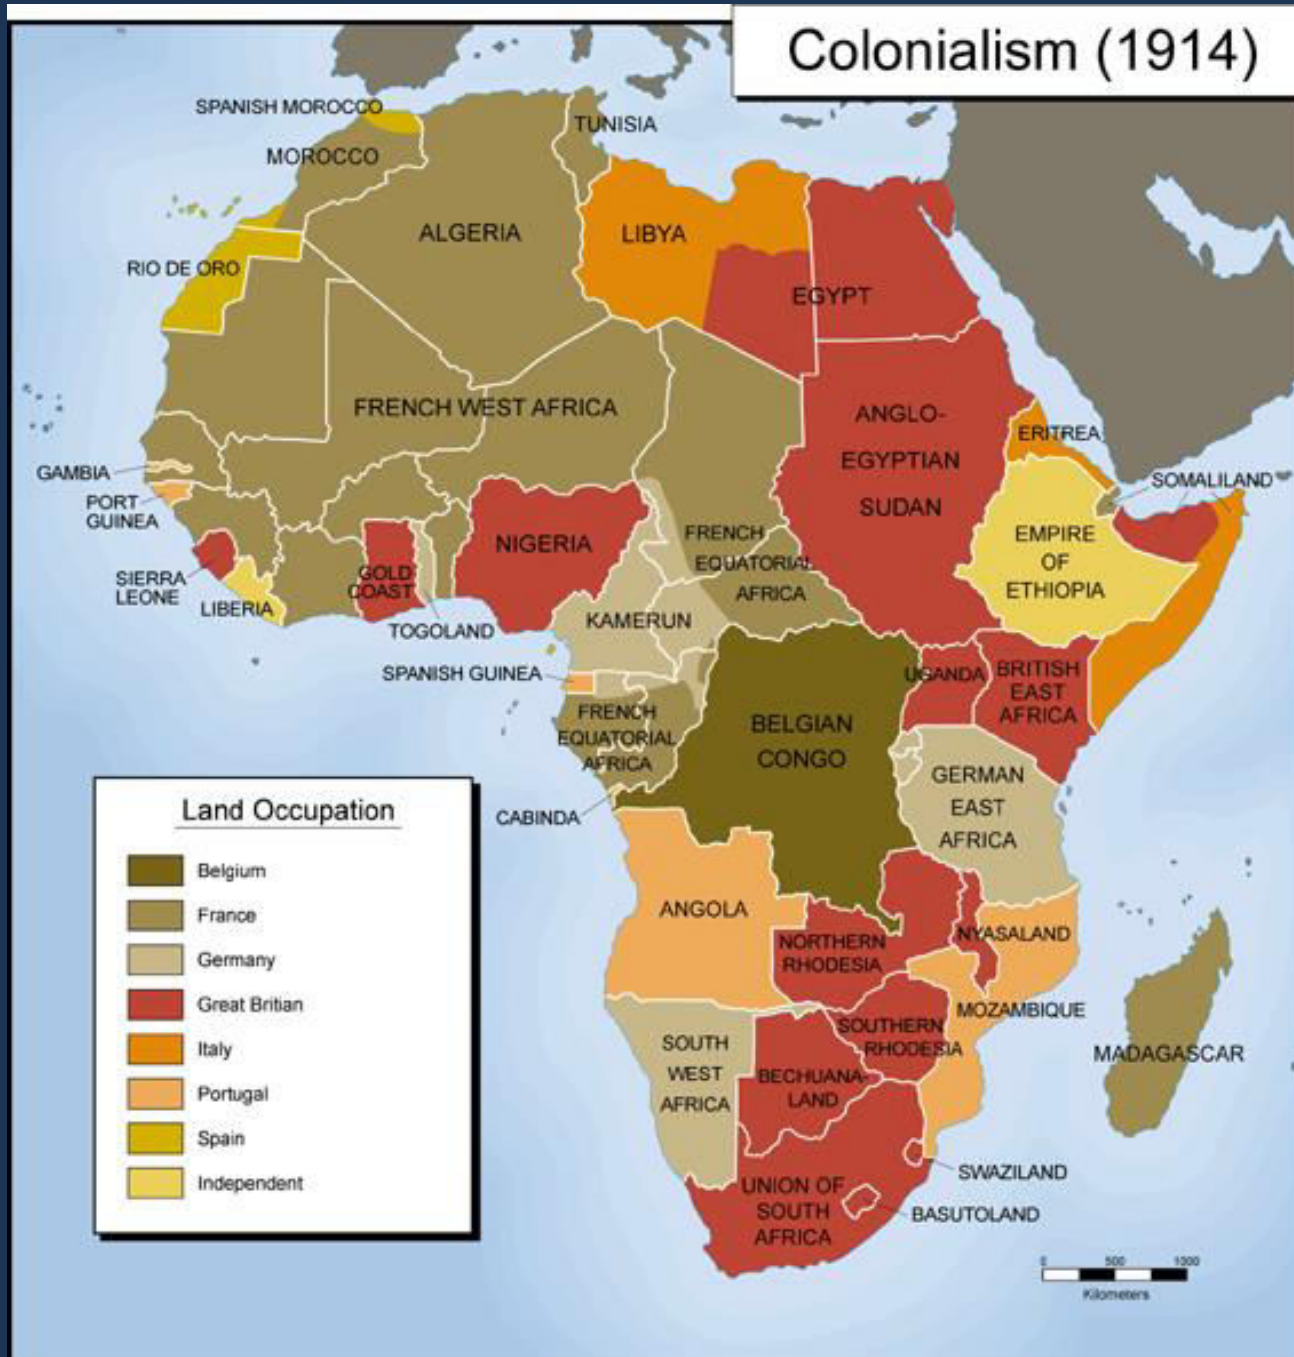 Colonialism (1914)
SPANISH MOROCCO
TUNISIA
MOROCCO
ALGERIA
LIBYA
RIO DE ORO
EGYPT
FRENCH WEST AFRICA
ANGLO-
EGYPTIAN
SUDAN
ERITREA
GAMBIA
SOMALILAND
PORT
GUINEA
NIGERIA
FRENCH
EQUATORIAL
AFRICA
EMPIRE
OF
ETHIOPIA
SIERRA
LEONE
GOLD
COAST
LIBERIA
TOGOLAND
KAMERUN
SPANISH GUINEA
UGANDA
BRITISH
EAST
AFRICA
FRENCH
EQUATORIAL
AFRICA
BELGIAN
CONGO
GERMAN
EAST
AFRICA
CABINDA
ANGOLA
NORTHERN
RHODESIA
NYASALAND
MOZAMBIQUE
SOUTHERN
RHODESIA
MADAGASCAR
SOUTH
WEST
AFRICA
BECHUANA-
LAND
SWAZILAND
UNION OF
SOUTH
AFRICA
BASUTOLAND
Land Occupation
Belgium
France
Germany
Great Britian
Italy
Portugal
Spain
Independent
0 500 1000
Kilometers